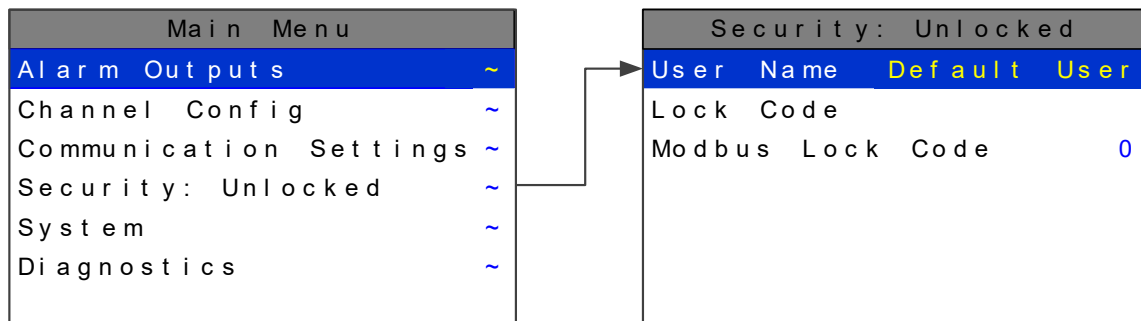 Main Menu
Alarm Outputs ~
Channel Config ~
Communication Settings ~
Security: Unlocked ~
System ~
Diagnostics ~
Security: Unlocked
User Name Default User
Lock Code
Modbus Lock Code 0